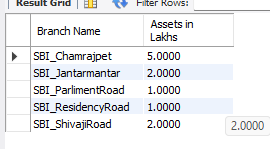 Result Grid Filter Rows:
Branch Name Assets in Lakhs
SBI_Chamrajpet 5.0000
SBI_Jantarmantar 2.0000
SBI_ParlimentRoad 1.0000
SBI_ResidencyRoad 1.0000
SBI_ShivajiRoad 2.0000
2.0000